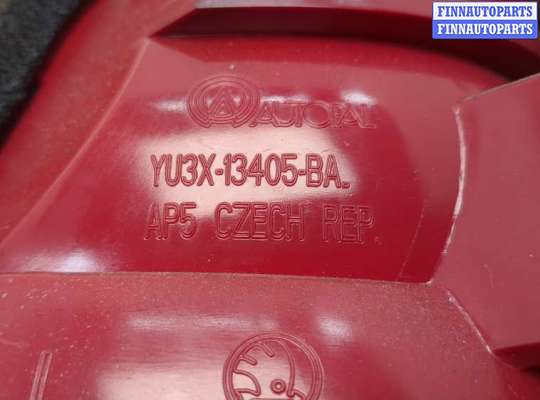 FINNAUTOPARTS
FINNAUTOPARTS
AUTOPAL
YU3X-13405-BA
AP5 CZECH REP.